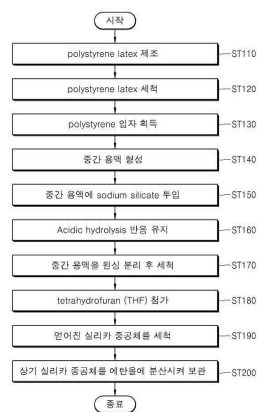 시작
polystyrene latex 제조
ST110
polystyrene latex 세척
ST120
polystyrene 입자 획득
ST130
중간 용액 형성
ST140
중간 용액에 sodium silicate 투입
ST150
Acidic hydrolysis 반응 유지
ST160
중간 용액을 원심 분리 후 세척
ST170
tetrahydrofuran (THF) 첨가
ST180
얻어진 실리카 중공체를 세척
ST190
상기 실리카 중공체를 에탄올에 분산시켜 보관
ST200
종료